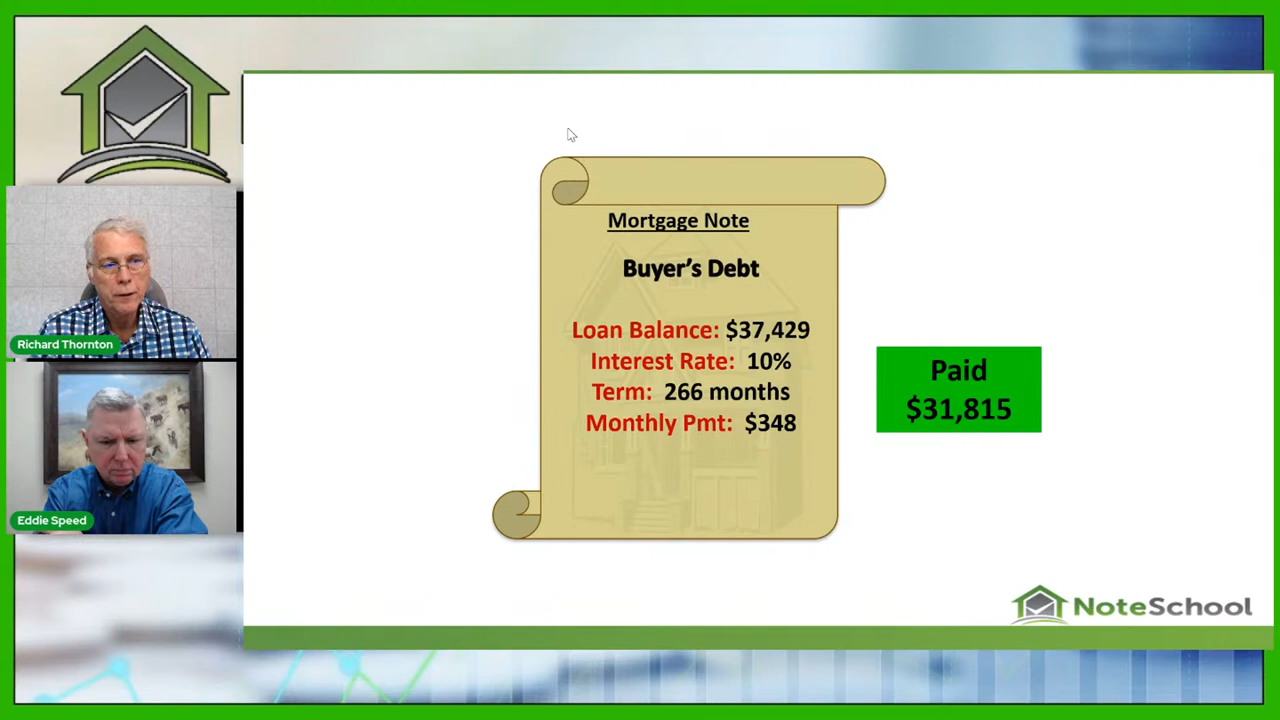 Richard Thornton
Eddie Speed
Mortgage Note
Buyer's Debt
Loan Balance: $37,429
Interest Rate: 10%
Term: 266 months
Monthly Pmt: $348
Paid
$31,815
NoteSchool